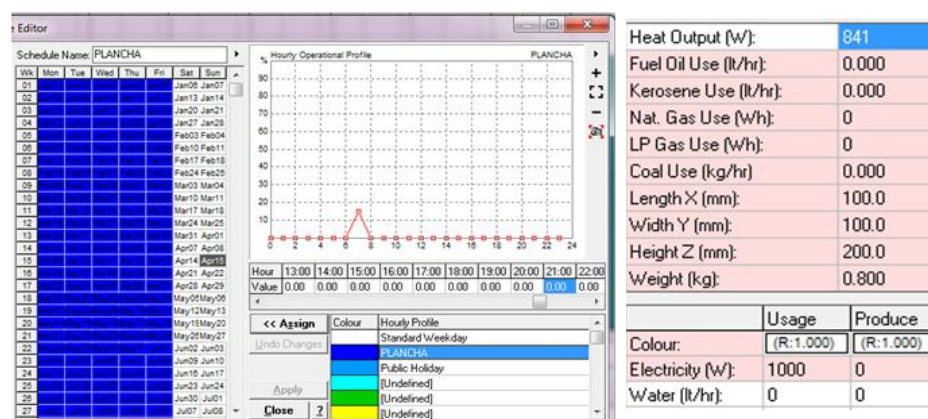 e Editor
Schedule Name: PLANCHA
Wk Mon Tue Wed Thu Fri Sat Sun
01 Jan06 Jan07
02 Jan13 Jan14
03 Jan20 Jan21
04 Jan27 Jan28
05 Feb03 Feb04
06 Feb10 Feb11
07 Feb17 Feb18
08 Feb24 Feb25
09 Mar03 Mar04
10 Mar10 Mar11
11 Mar17 Mar18
12 Mar24 Mar25
13 Mar31 Apr01
14 Apr07 Apr08
15 Apr14 Apr15
16 Apr21 Apr22
17 Apr28 Apr29
18 May05 May06
19 May12 May13
20 May19 May20
21 May26 May27
22 Jun02 Jun03
23 Jun09 Jun10
24 Jun16 Jun17
25 Jun23 Jun24
26 Jun30 Jul01
27 Jul07 Jul08
% Hourly Operational Profile PLANCHA
90
80
70
60
50
40
30
20
10
0 2 4 6 8 10 12 14 16 18 20 22 24
Hour 13:00 14:00 15:00 16:00 17:00 18:00 19:00 20:00 21:00 22:00
Value 0.00 0.00 0.00 0.00 0.00 0.00 0.00 0.00 0.00 0.00
<< Assign
Undo Changes
Apply
Close ?
Colour Hourly Profile
Standard Weekday
PLANCHA
Public Holiday
[Undefined]
[Undefined]
[Undefined]
Heat Output (W): 841
Fuel Oil Use (lt/hr): 0.000
Kerosene Use (lt/hr): 0.000
Nat. Gas Use (Wh): 0
LP Gas Use (Wh): 0
Coal Use (kg/hr) 0.000
Length X (mm): 100.0
Width Y (mm): 100.0
Height Z (mm): 200.0
Weight (kg): 0.800
Usage Produce
Colour: (R:1.000) (R:1.000)
Electricity (W): 1000 0
Water (lt/hr): 0 0